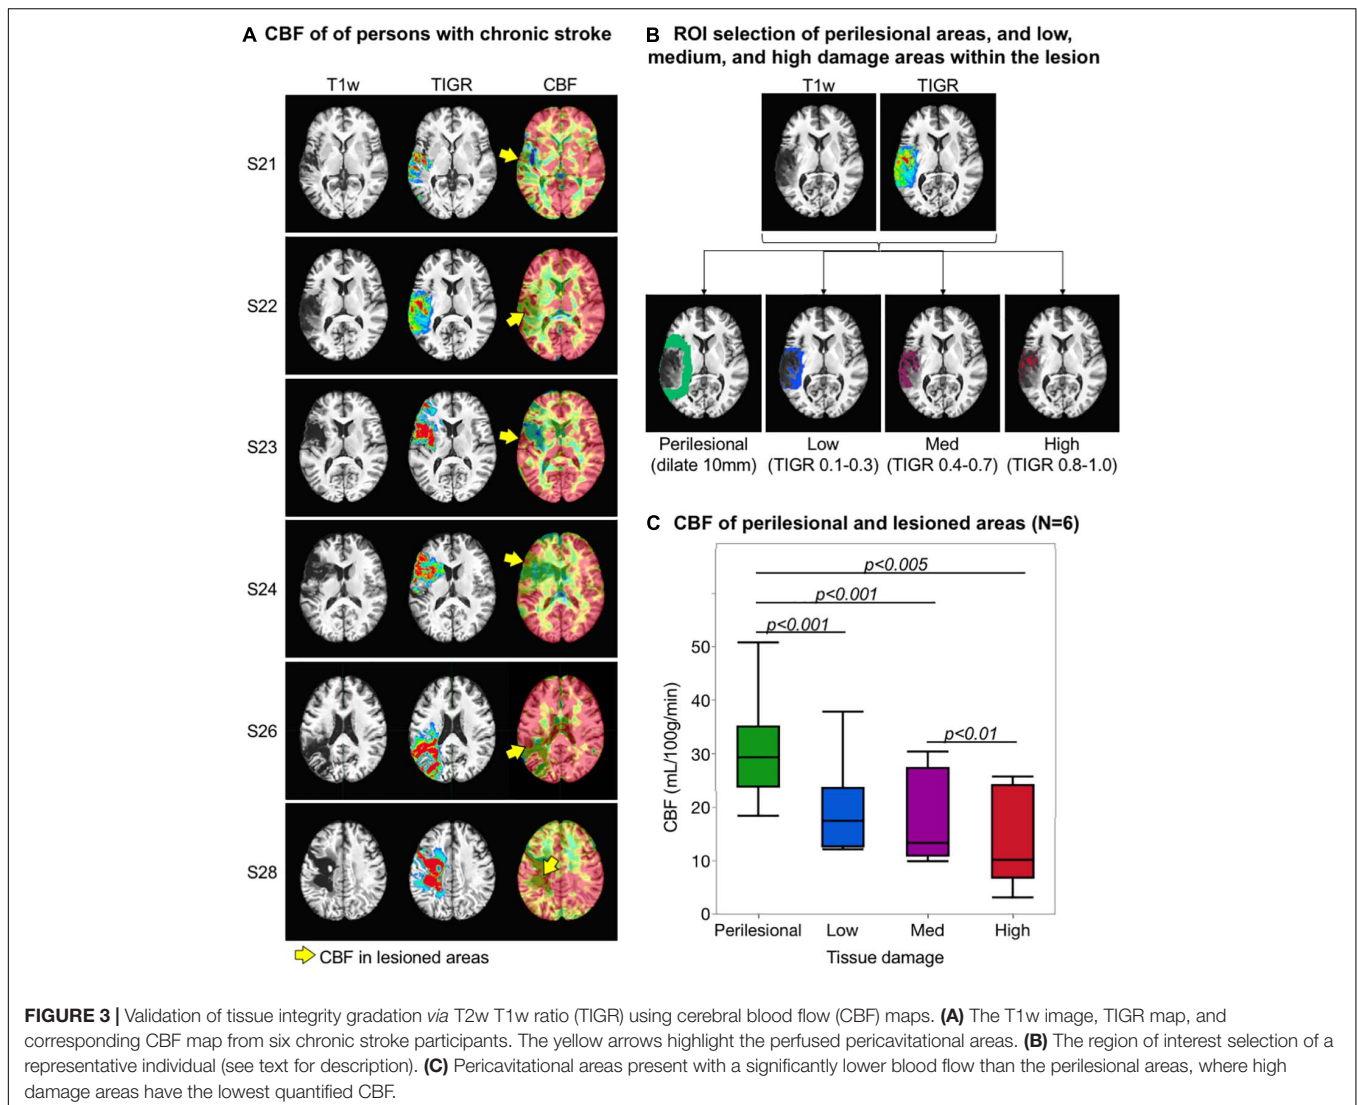 A CBF of of persons with chronic stroke
T1w TIGR CBF
S21
S22
S23
S24
S26
S28
CBF in lesioned areas
B ROI selection of perilesional areas, and low,
medium, and high damage areas within the lesion
T1w TIGR
Perilesional Low Med High
(dilate 10mm) (TIGR 0.1-0.3) (TIGR 0.4-0.7) (TIGR 0.8-1.0)
C CBF of perilesional and lesioned areas (N=6)
p<0.005
p<0.001
p<0.001
p<0.01
CBF (mL/100g/min)
50
40
30
20
10
0
Perilesional Low Med High
Tissue damage
FIGURE 3 | Validation of tissue integrity gradation via T2w T1w ratio (TIGR) using cerebral blood flow (CBF) maps. (A) The T1w image, TIGR map, and
corresponding CBF map from six chronic stroke participants. The yellow arrows highlight the perfused pericavitational areas. (B) The region of interest selection of a
representative individual (see text for description). (C) Pericavitational areas present with a significantly lower blood flow than the perilesional areas, where high
damage areas have the lowest quantified CBF.